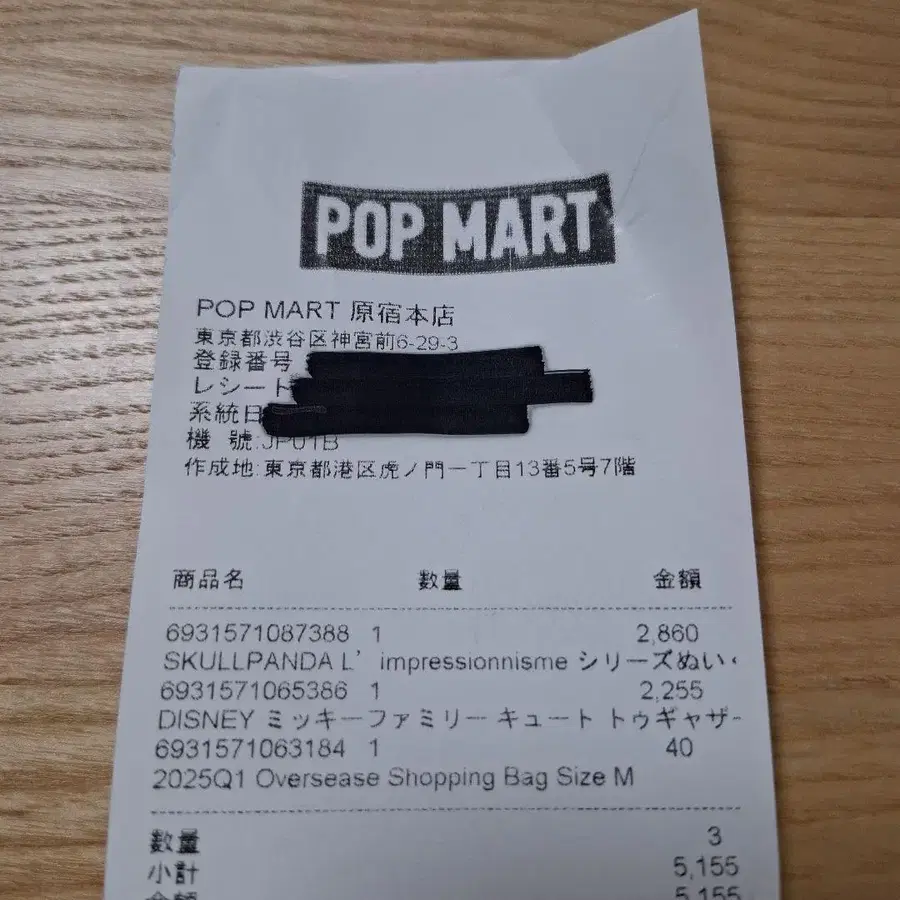 POP MART
POP MART 原宿本店
東京都渋谷区神宮前6-29-3
登録番号
レシート
系統日
機 號:JP01B
作成地:東京都港区虎ノ門一丁目13番5号7階
商品名 数量 金額
6931571087388 1 2,860
SKULLPANDA L’impressionnisme シリーズぬい
6931571065386 1 2,255
DISNEY ミッキーファミリー キュート トゥギャザー
6931571063184 1 40
2025Q1 Oversease Shopping Bag Size M
数量 3
小計 5,155
金額 5,155